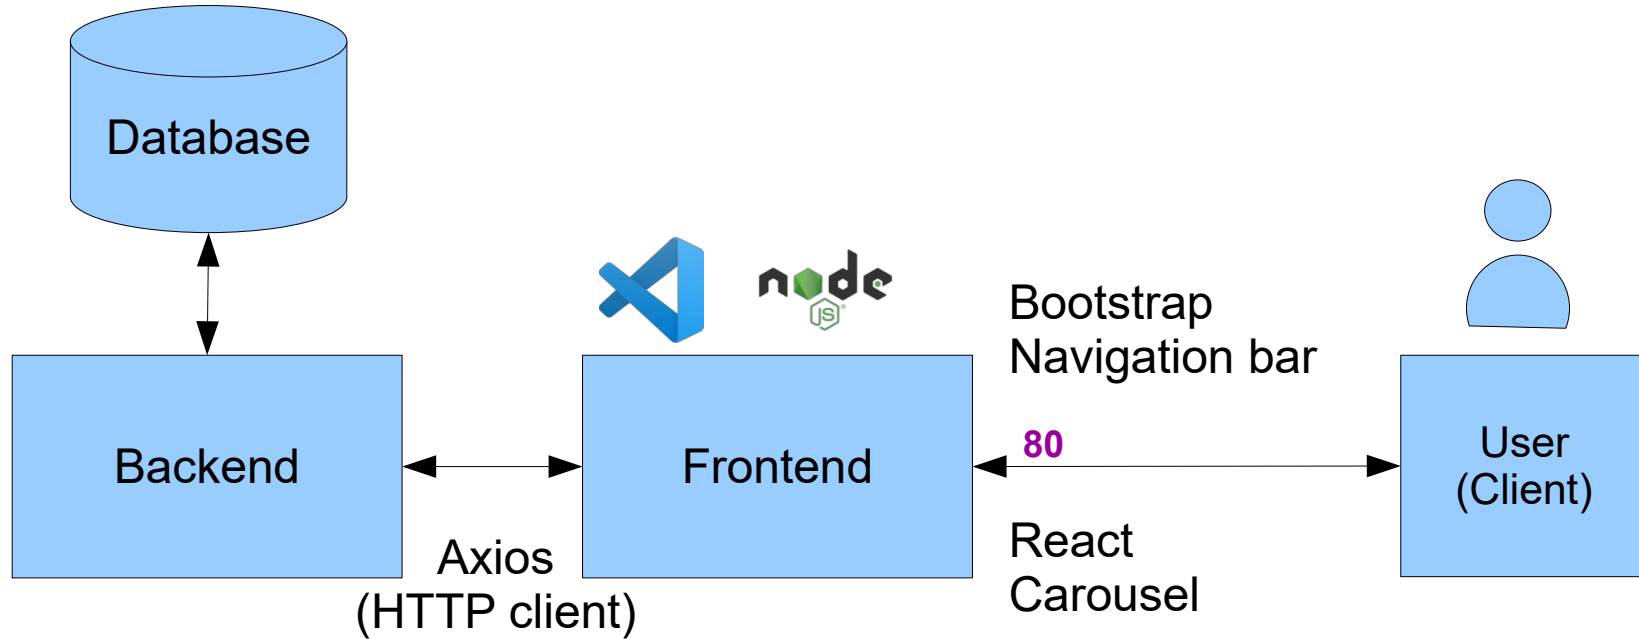 Database
node
JS
Bootstrap
Navigation bar
80
Backend
Frontend
User
(Client)
Axios
(HTTP client)
React
Carousel